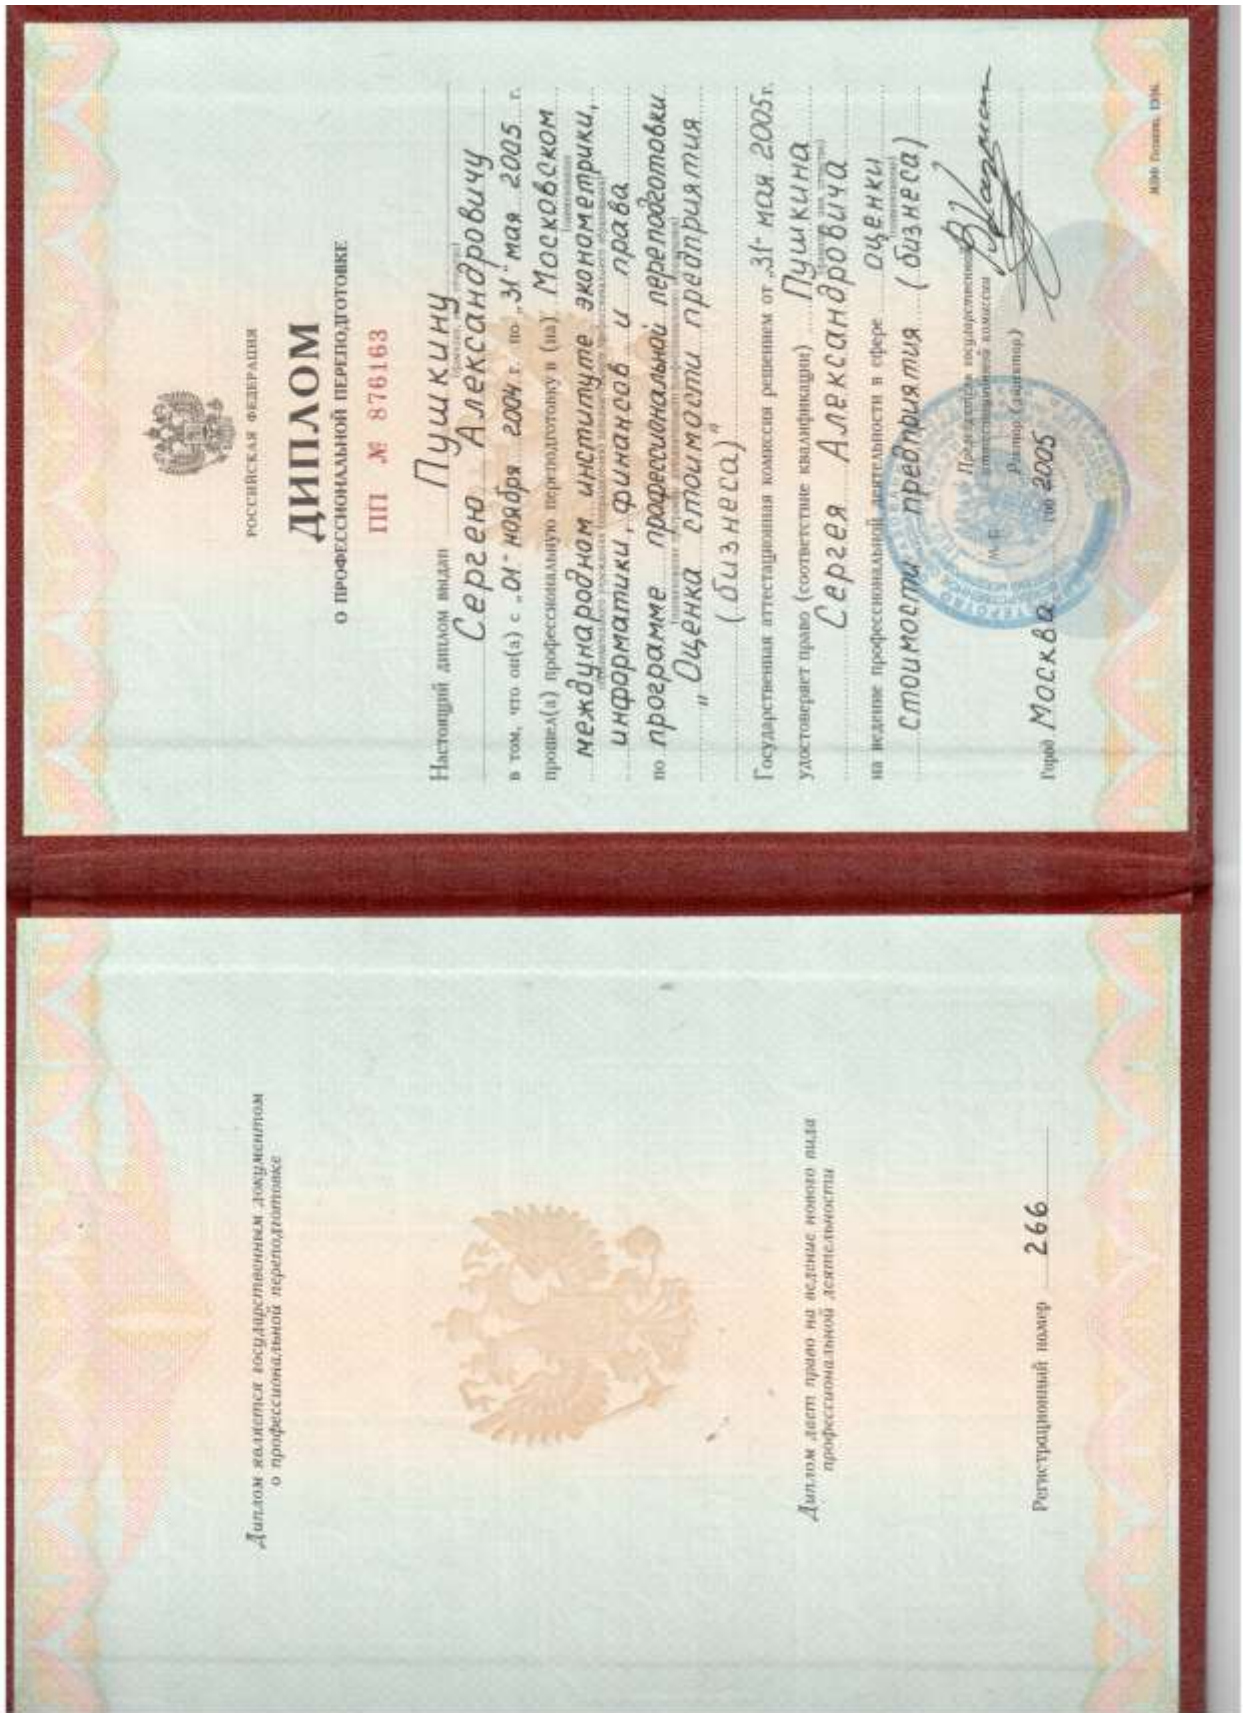 Диплом является государственным документом
о профессиональной переподготовке
Диплом дает право на ведение нового вида
профессиональной деятельности
Регистрационный номер 266
РОССИЙСКАЯ ФЕДЕРАЦИЯ
ДИПЛОМ
О ПРОФЕССИОНАЛЬНОЙ ПЕРЕПОДГОТОВКЕ
ПП № 876163
Настоящий диплом выдан Пушкину
Сергею Александровичу
в том, что он(а) с „01“ ноября 2004 г. по „31“ мая 2005 г.
прошел(а) профессиональную переподготовку в (на) Московском
международном институте эконометрики,
информатики, финансов и права
по программе профессиональной переподготовки
„Оценка стоимости предприятия
(бизнеса)“
Государственная аттестационная комиссия решением от „31“ мая 2005г.
удостоверяет право (соответствие квалификации) Пушкина
Сергея Александровича
на ведение профессиональной деятельности в сфере оценки
стоимости предприятия (бизнеса)
Председатель государственной
аттестационной комиссии
М.П. Ректор (директор)
Город Москва год 2005